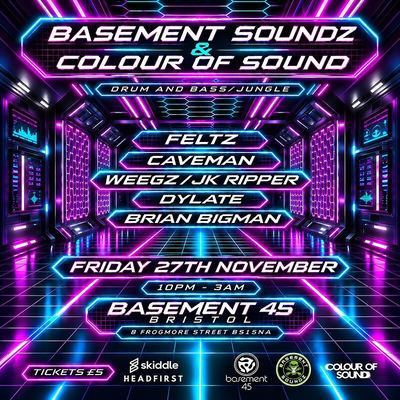 BASEMENT SOUNDZ
&
COLOUR OF SOUND
DRUM AND BASS/JUNGLE
FELTZ
CAVEMAN
WEEGZ/JK RIPPER
DYLATE
BRIAN BIGMAN
FRIDAY 27TH NOVEMBER
10PM - 3AM
BASEMENT 45
BRISTOL
8 FROGMORE STREET BS15NA
TICKETS £5
skiddle
HEADFIRST
basement
45
BASEMENT
SOUNDZ
COLOUR OF
SOUND